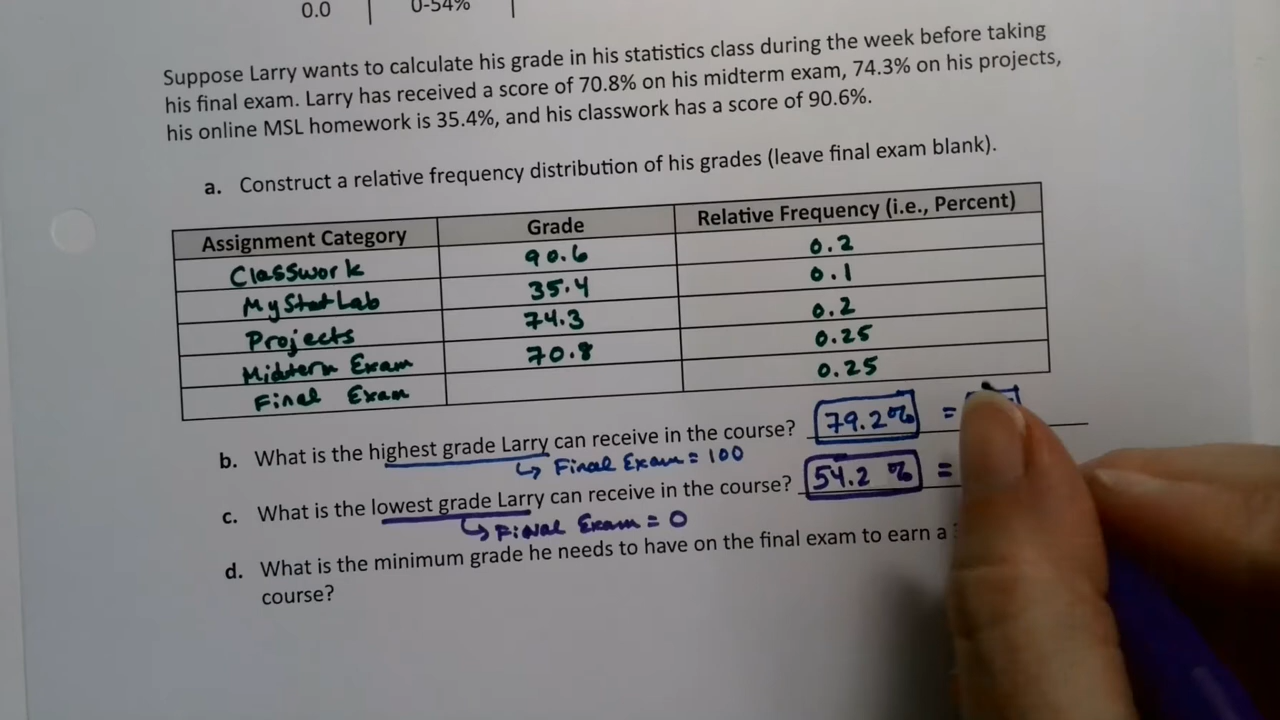 0.0 0-54%
Suppose Larry wants to calculate his grade in his statistics class during the week before taking
his final exam. Larry has received a score of 70.8% on his midterm exam, 74.3% on his projects,
his online MSL homework is 35.4%, and his classwork has a score of 90.6%.
a. Construct a relative frequency distribution of his grades (leave final exam blank).
Assignment Category Grade Relative Frequency (i.e., Percent)
Classwork 90.6 0.2
MyStatLab 35.4 0.1
Projects 74.3 0.2
Midterm Exam 70.8 0.25
Final Exam 0.25
b. What is the highest grade Larry can receive in the course? 79.2% =
↳ Final Exam = 100
c. What is the lowest grade Larry can receive in the course? 54.2 % =
↳ Final Exam = 0
d. What is the minimum grade he needs to have on the final exam to earn a
course?